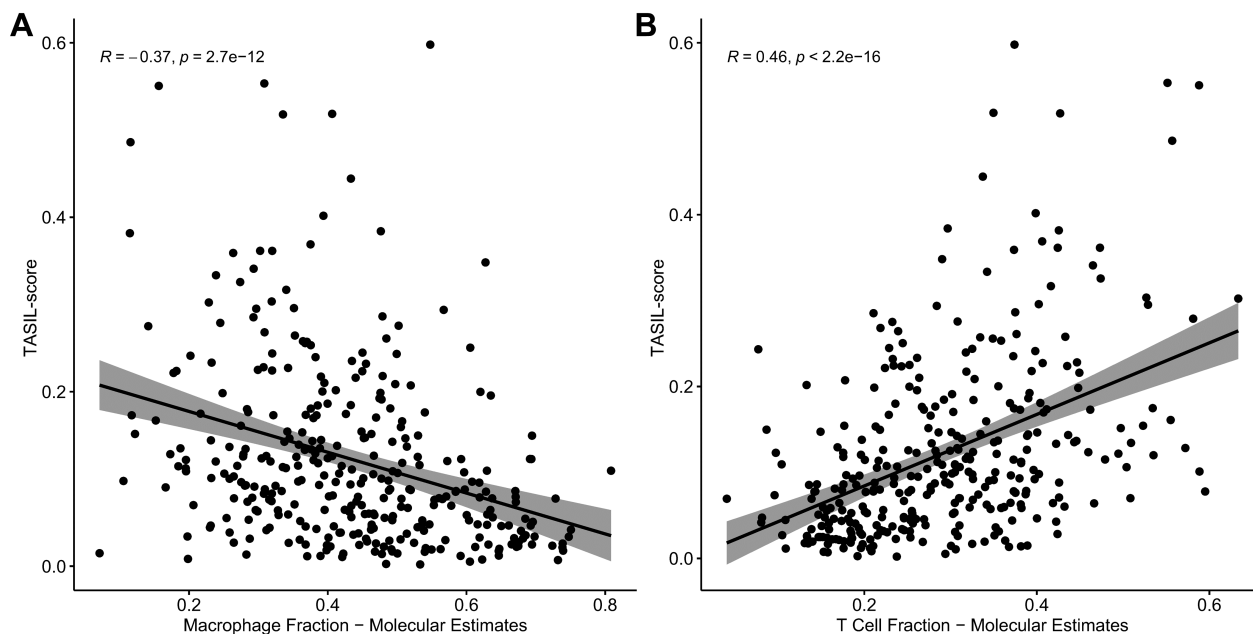 A
R = −0.37, p = 2.7e−12
TASIL-score
0.6
0.4
0.2
0.0
0.2 0.4 0.6 0.8
Macrophage Fraction − Molecular Estimates
B
R = 0.46, p < 2.2e−16
TASIL-score
0.6
0.4
0.2
0.0
0.2 0.4 0.6
T Cell Fraction − Molecular Estimates